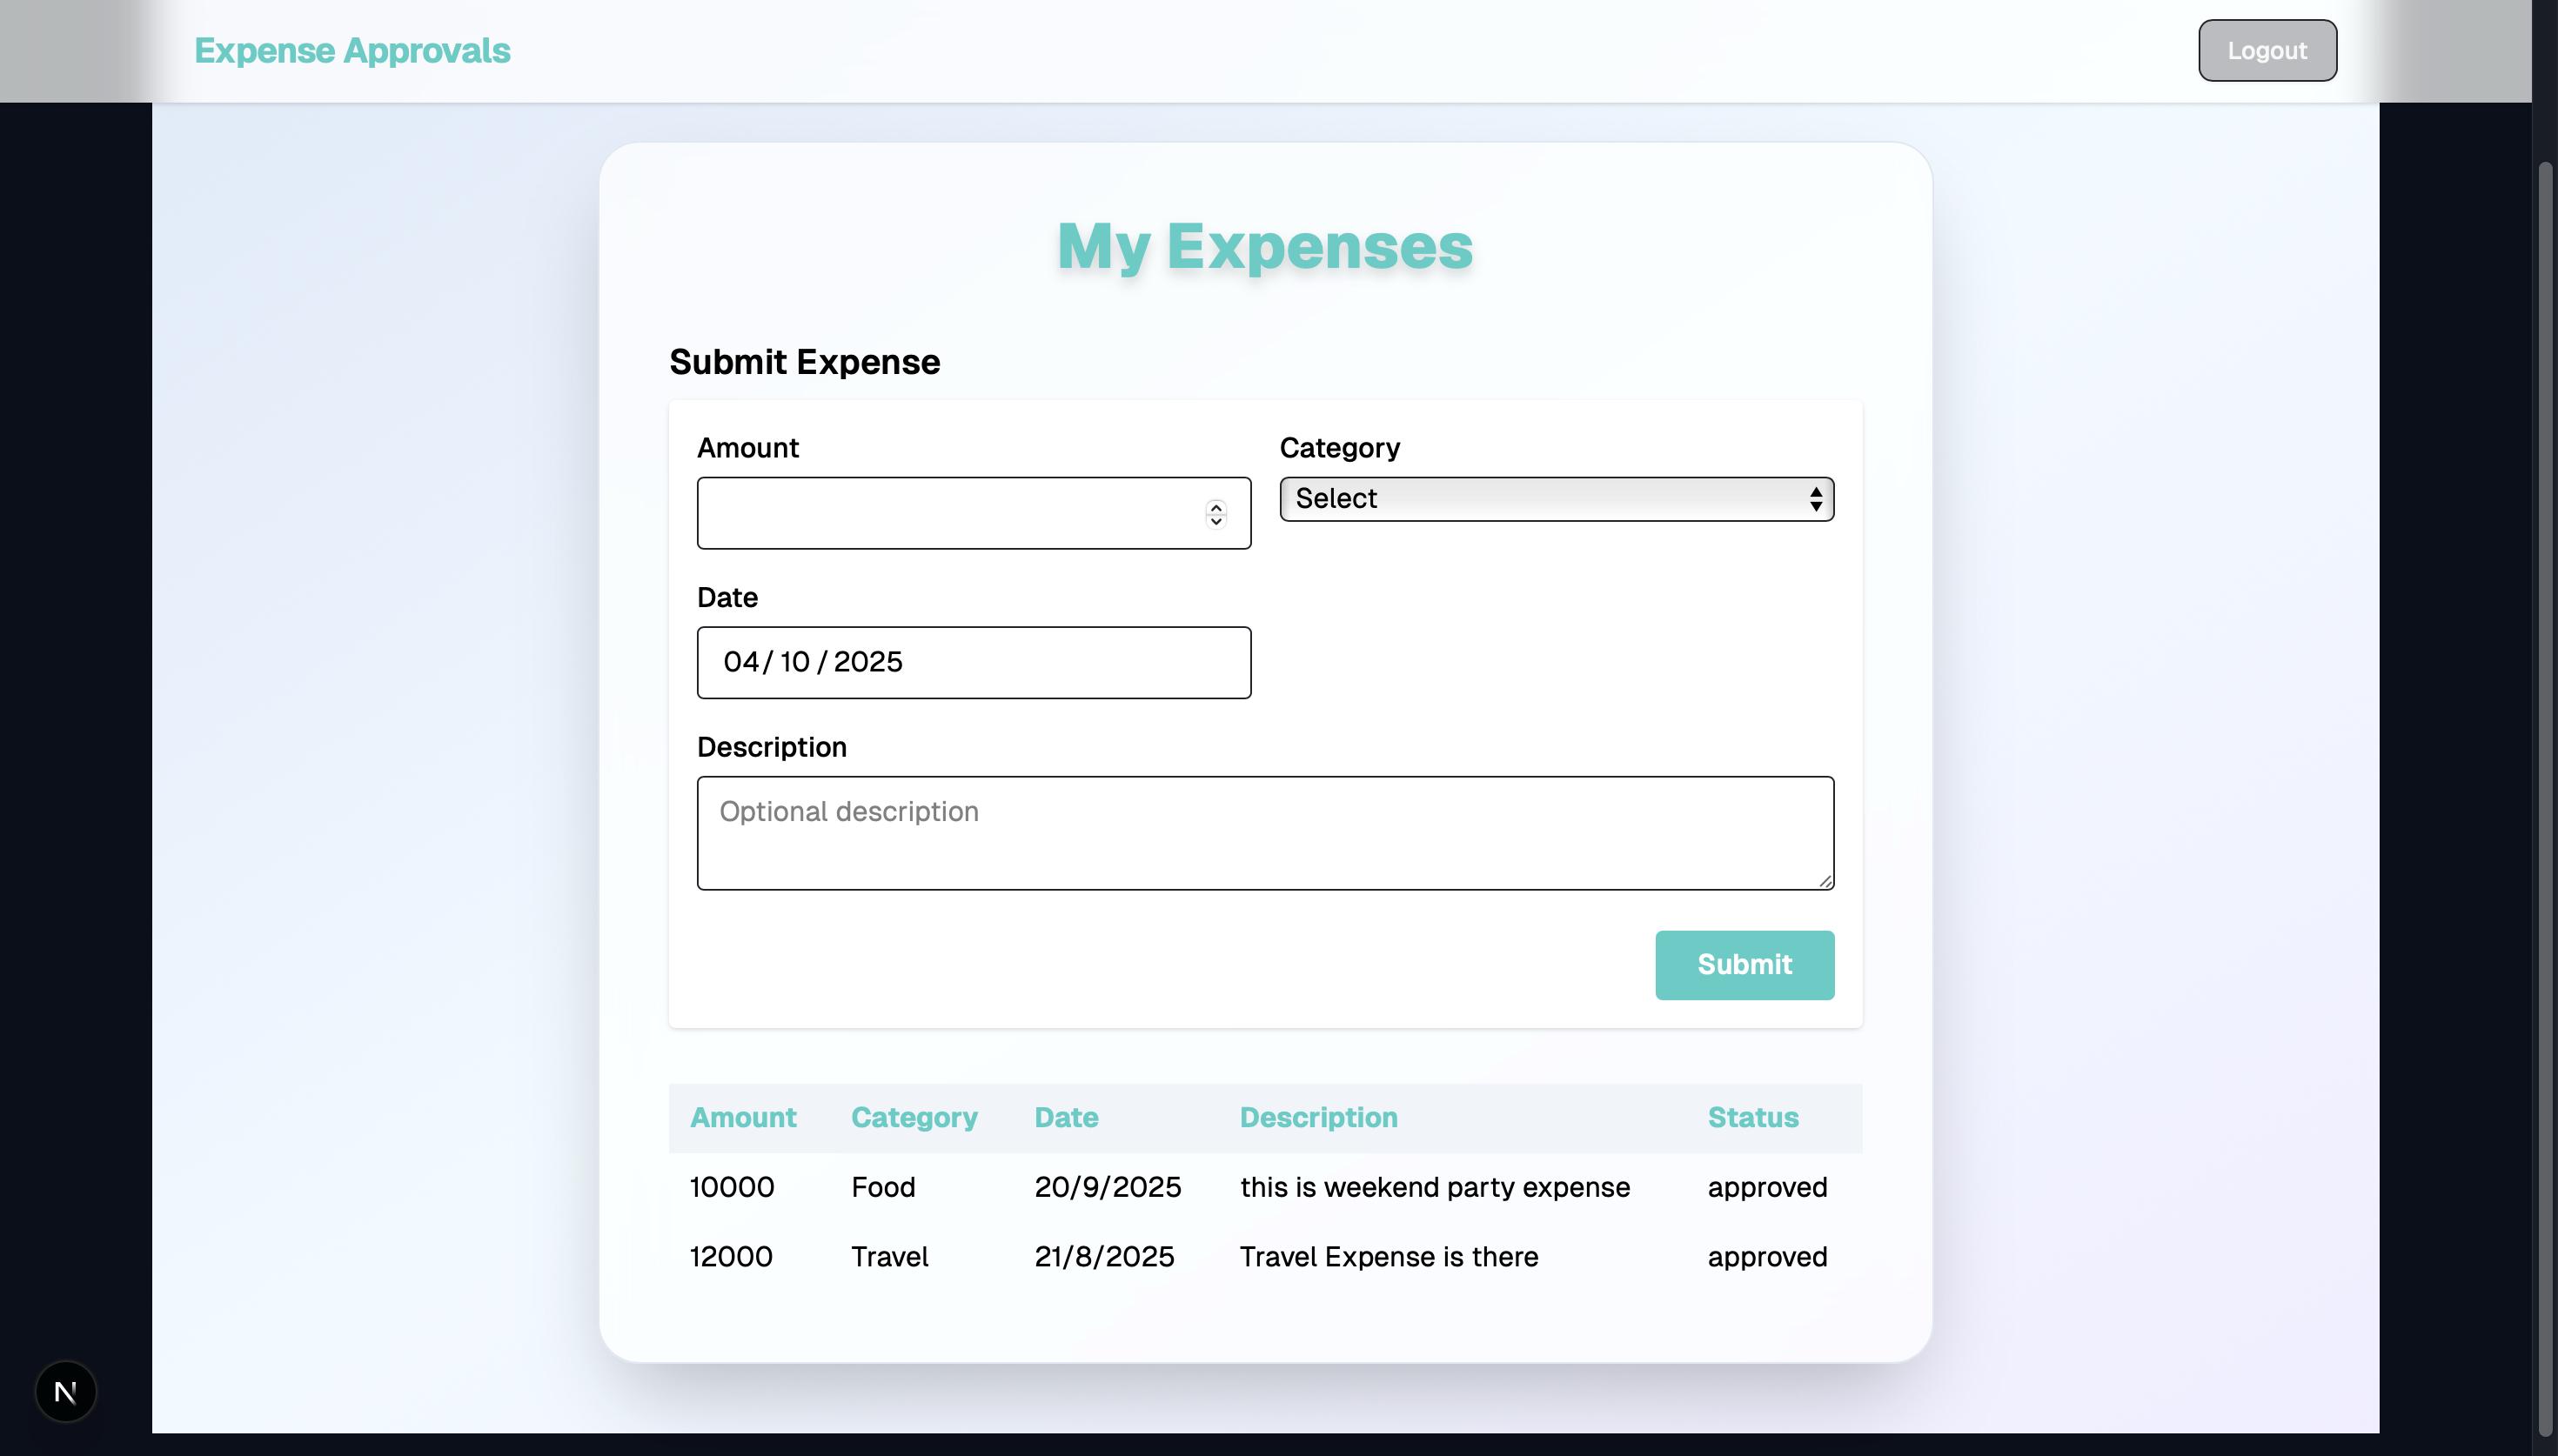 Expense Approvals
Logout
My Expenses
Submit Expense
Amount
Category
Select
Date
04/ 10 / 2025
Description
Optional description
Submit
Amount Category Date Description Status
10000 Food 20/9/2025 this is weekend party expense approved
12000 Travel 21/8/2025 Travel Expense is there approved
N